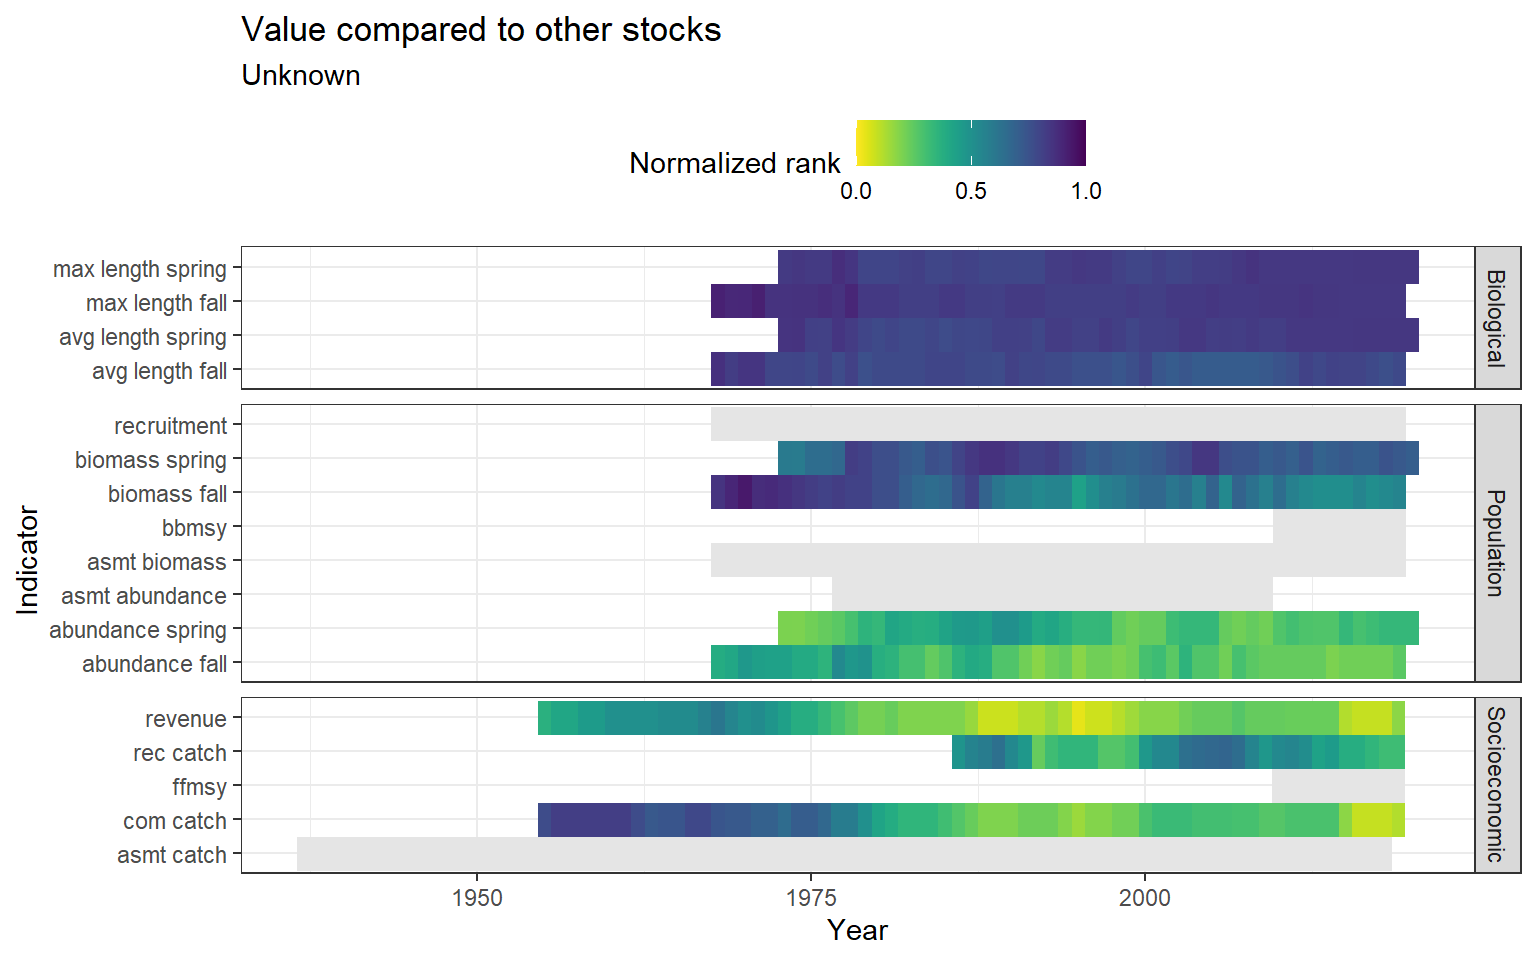 Value compared to other stocks
Unknown
Normalized rank
0.0 0.5 1.0
max length spring
max length fall
avg length spring
avg length fall
Biological
recruitment
biomass spring
biomass fall
bbmsy
asmt biomass
asmt abundance
abundance spring
abundance fall
Population
revenue
rec catch
ffmsy
com catch
asmt catch
Socioeconomic
Indicator
1950 1975 2000
Year